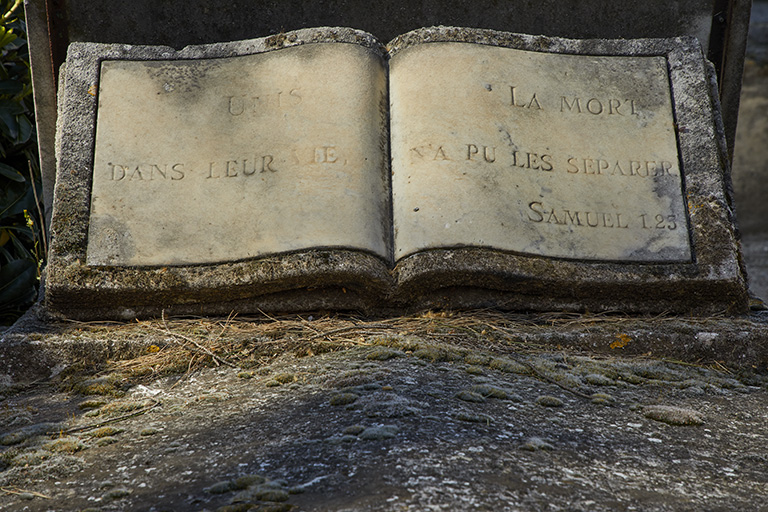 UNIS
DANS LEUR VIE,
LA MORT
N'A PU LES SEPARER
SAMUEL 1.23